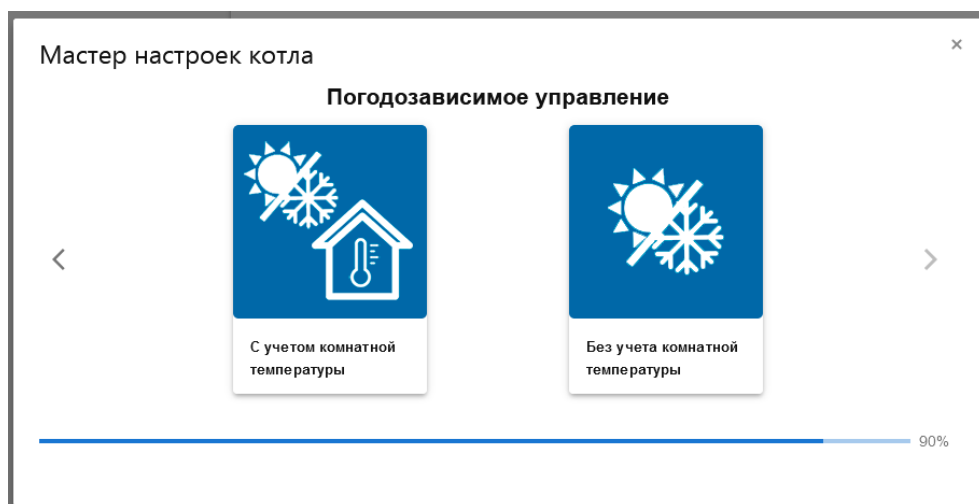 Мастер настроек котла
×
Погодозависимое управление
С учетом комнатной
температуры
Без учета комнатной
температуры
90%